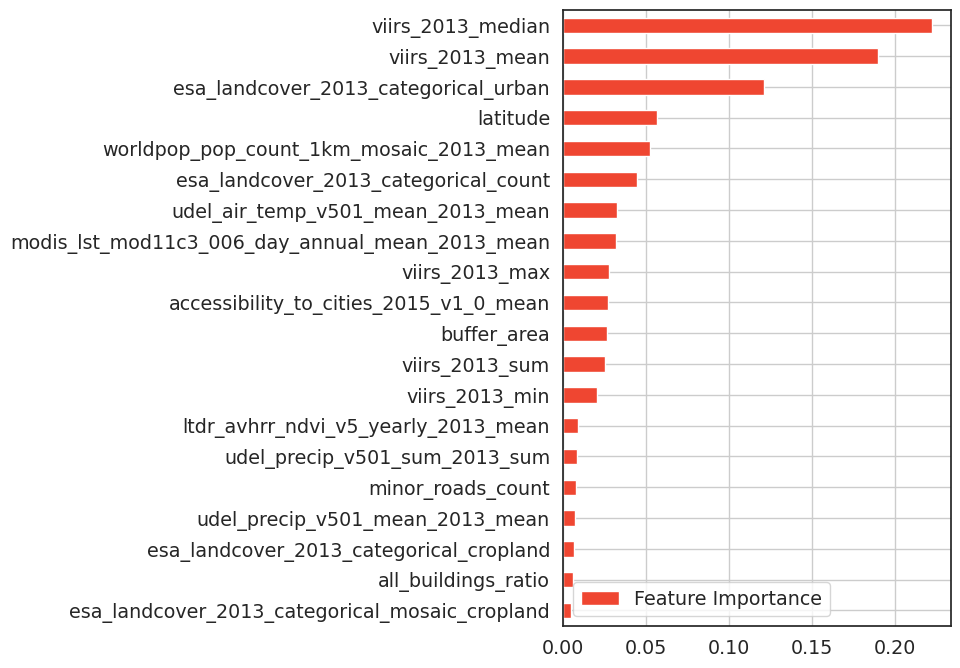 viirs_2013_median
viirs_2013_mean
esa_landcover_2013_categorical_urban
latitude
worldpop_pop_count_1km_mosaic_2013_mean
esa_landcover_2013_categorical_count
udel_air_temp_v501_mean_2013_mean
modis_lst_mod11c3_006_day_annual_mean_2013_mean
viirs_2013_max
accessibility_to_cities_2015_v1_0_mean
buffer_area
viirs_2013_sum
viirs_2013_min
ltdr_avhrr_ndvi_v5_yearly_2013_mean
udel_precip_v501_sum_2013_sum
minor_roads_count
udel_precip_v501_mean_2013_mean
esa_landcover_2013_categorical_cropland
all_buildings_ratio
Feature Importance
esa_landcover_2013_categorical_mosaic_cropland
0.00 0.05 0.10 0.15 0.20